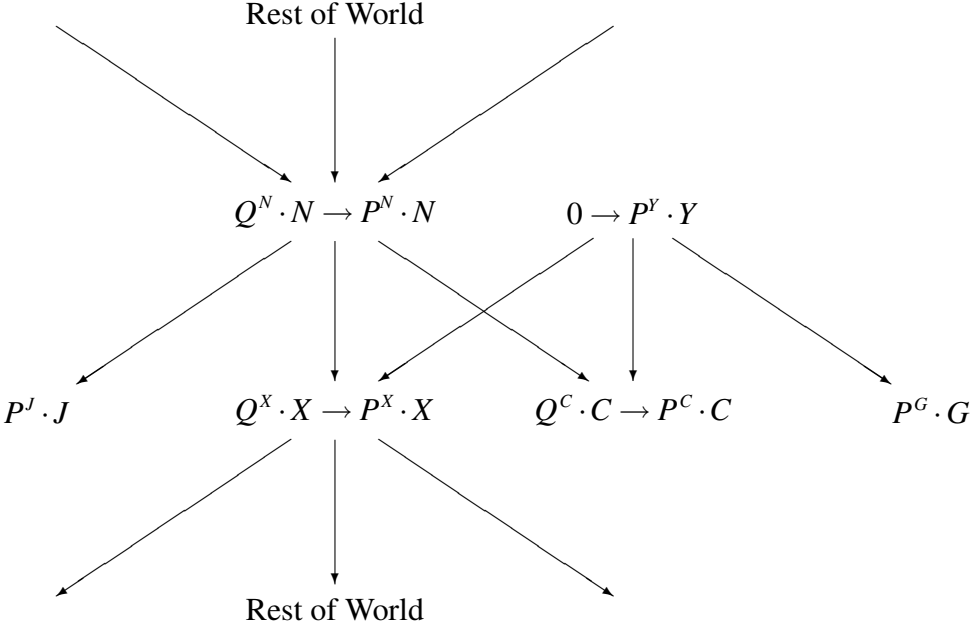 Rest of World
Q^N · N → P^N · N
0 → P^Y · Y
P^J · J
Q^X · X → P^X · X
Q^C · C → P^C · C
P^G · G
Rest of World